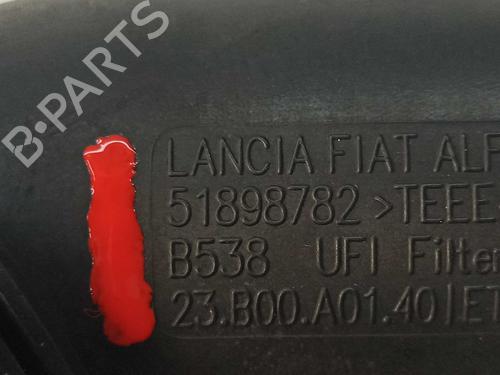 B-PARTS
LANCIA FIAT ALF
51898782 >TEEE
B538 UFI Filter
23.B00.A01.40/ET